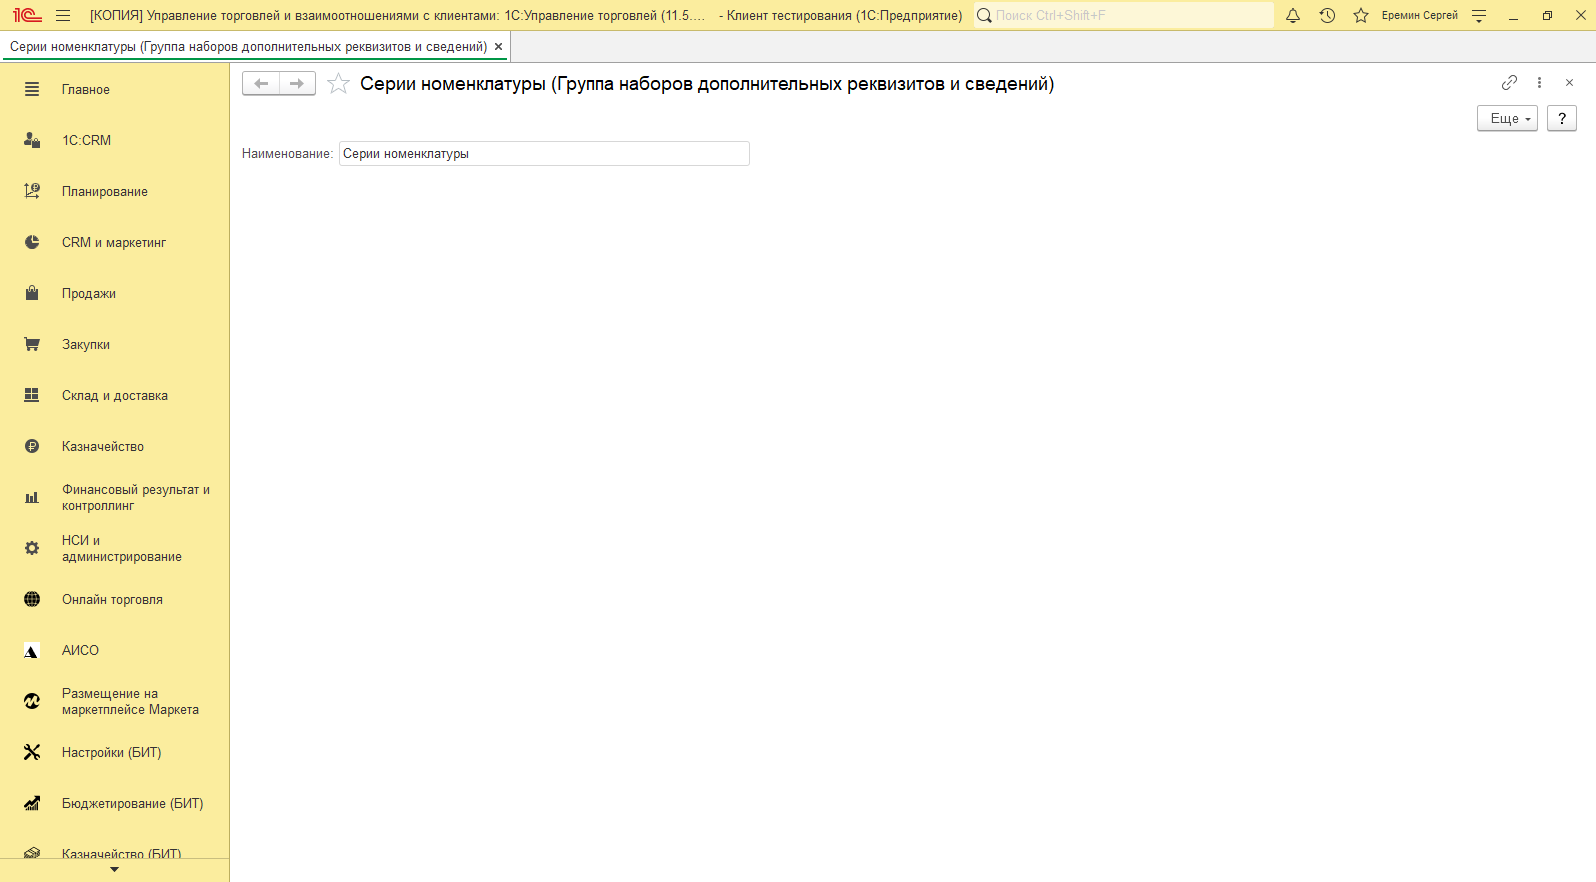 1С [КОПИЯ] Управление торговлей и взаимоотношениями с клиентами: 1С:Управление торговлей (11.5.... - Клиент тестирования (1С:Предприятие) Поиск Ctrl+Shift+F Еремин Сергей
Серии номенклатуры (Группа наборов дополнительных реквизитов и сведений) ×
Главное
1С:CRM
Планирование
CRM и маркетинг
Продажи
Закупки
Склад и доставка
Казначейство
Финансовый результат и
контроллинг
НСИ и
администрирование
Онлайн торговля
АИСО
Размещение на
маркетплейсе Маркета
Настройки (БИТ)
Бюджетирование (БИТ)
Казначейство (БИТ)
Серии номенклатуры (Группа наборов дополнительных реквизитов и сведений)
Еще ?
Наименование: Серии номенклатуры